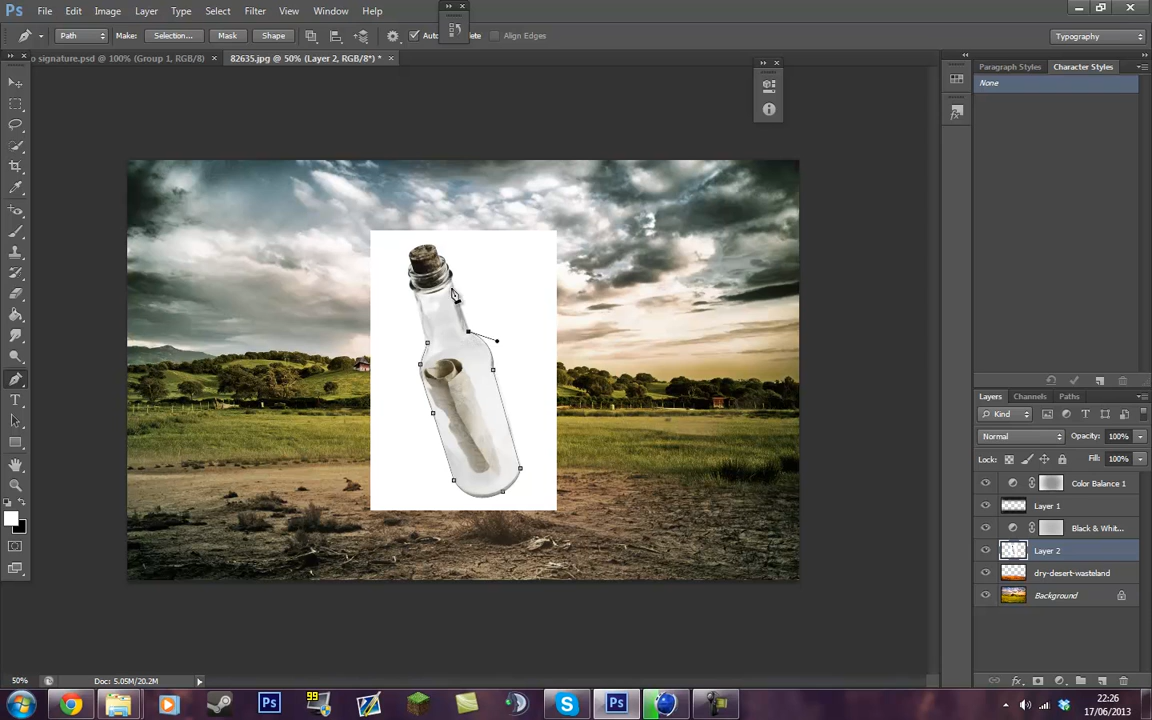 Ps File Edit Image Layer Type Select Filter View Window Help
Path Make: Selection... Mask Shape Align Edges Typography
o signature.psd @ 100% (Group 1, RGB/8) × 82635.jpg @ 50% (Layer 2, RGB/8*) * ×
Paragraph Styles Character Styles
None
Layers Channels Paths
Kind
Normal Opacity: 100%
Lock: Fill: 100%
Color Balance 1
Layer 1
Black & Whit...
Layer 2
dry-desert-wasteland
Background
50% Doc: 5.05M/20.2M
22:26
17/06/2013